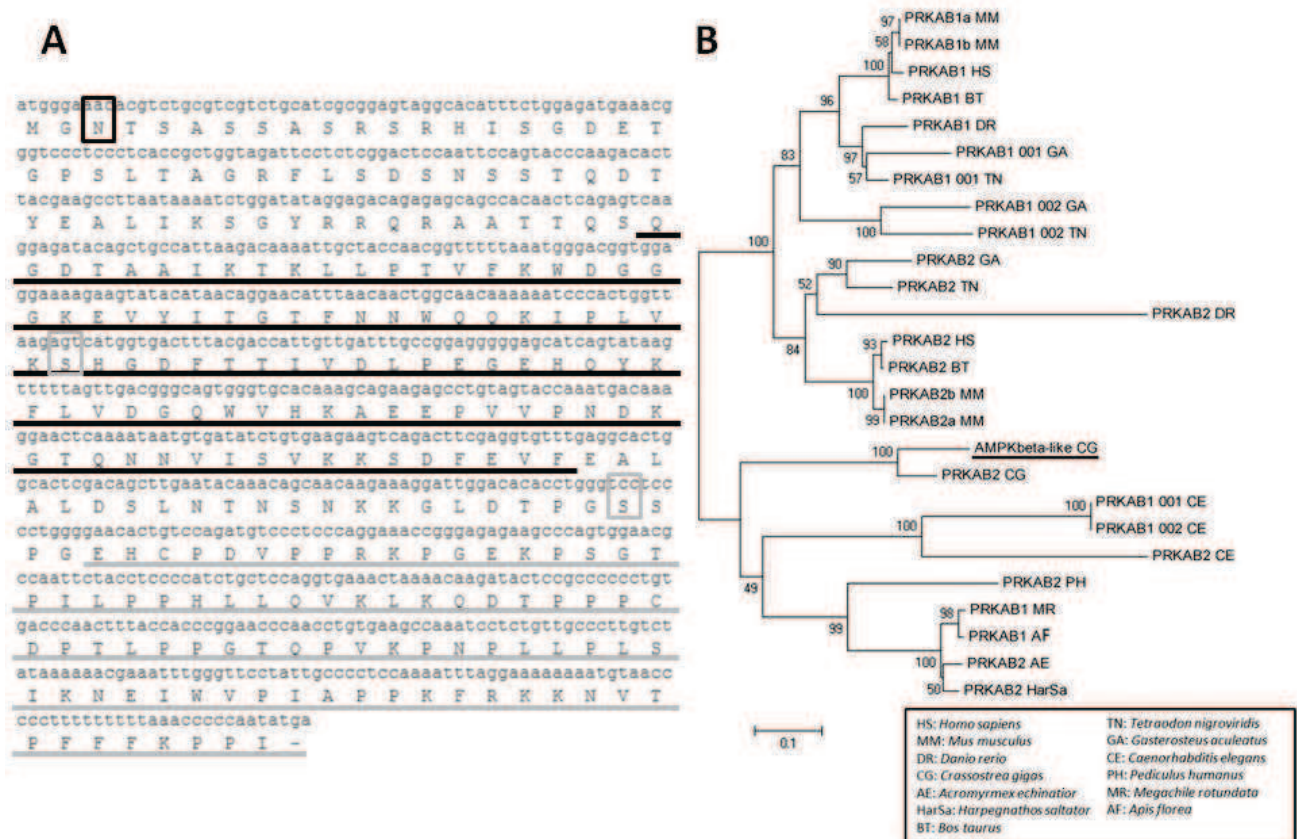 A
atgggaaacacgtctgcgtcgtctgcatcgcggagtaggcacatttctggagatgaaacg
M G N T S A S S A S R S R H I S G D E T
ggtccctccctcaccgctggtagattcctctcggactccaattccagtacccaagacact
G P S L T A G R F L S D S N S S T Q D T
tacgaagccttaataaaatctggatataggagacagagagcagccacaactcagagtcaa
Y E A L I K S G Y R R Q R A A T T Q S Q
ggagatacagctgccattaagacaaaattgctaccaacggtttttaaatgggacggtgga
G D T A A I K T K L L P T V F K W D G G
ggaaaagaagtatacataacaggaacatttaacaactggcaacaaaaaatcccactggtt
G K E V Y I T G T F N N W Q Q K I P L V
aagagtcatggtgactttacgaccattgttgatttgccggagggggagcatcagtataag
K S H G D F T T I V D L P E G E H Q Y K
tttttagttgacgggcagtgggtgcacaaagcagaagagcctgtagtaccaaatgacaaa
F L V D G Q W V H K A E E P V V P N D K
ggaactcaaaataatgtgatatctgtgaagaagtcagacttcgaggtgtttgaggcactg
G T Q N N V I S V K K S D F E V F E A L
gcactcgacagcttgaatacaaacagcaacaagaaaggattggacacacctgggtcctcc
A L D S L N T N S N K K G L D T P G S S
cctggggaacactgtccagatgtccctcccaggaaaccgggagagaagcccagtggaacg
P G E H C P D V P P R K P G E K P S G T
ccaattctacctccccatctgctccaggtgaaactaaaacaagatactccgcccccctgt
P I L P P H L L Q V K L K Q D T P P P C
gacccaactttaccacccggaacccaacctgtgaagccaaatcctctgttgcccttgtct
D P T L P P G T Q P V K P N P L L P L S
ataaaaaacgaaatttgggttcctattgcccctccaaaatttaggaaaaaaaatgtaacc
I K N E I W V P I A P P K F R K K N V T
ccctttttttttaaacccccaatatga
P F F F K P P I -
B
97 PRKAB1a MM
58 PRKAB1b MM
100 PRKAB1 HS
PRKAB1 BT
96 PRKAB1 DR
97 PRKAB1 001 GA
57 PRKAB1 001 TN
83 PRKAB1 002 GA
100 PRKAB1 002 TN
100
90 PRKAB2 GA
52 PRKAB2 TN
PRKAB2 DR
84
93 PRKAB2 HS
PRKAB2 BT
100 PRKAB2b MM
99 PRKAB2a MM
100 AMPKbeta-like CG
PRKAB2 CG
100 PRKAB1 001 CE
100 PRKAB1 002 CE
PRKAB2 CE
49
PRKAB2 PH
99
98 PRKAB1 MR
PRKAB1 AF
100 PRKAB2 AE
50 PRKAB2 HarSa
0.1
HS: Homo sapiens
MM: Mus musculus
DR: Danio rerio
CG: Crassostrea gigas
AE: Acromyrmex echinatior
HarSa: Harpegnathos saltator
BT: Bos taurus
TN: Tetraodon nigroviridis
GA: Gasterosteus aculeatus
CE: Caenorhabditis elegans
PH: Pediculus humanus
MR: Megachile rotundata
AF: Apis florea